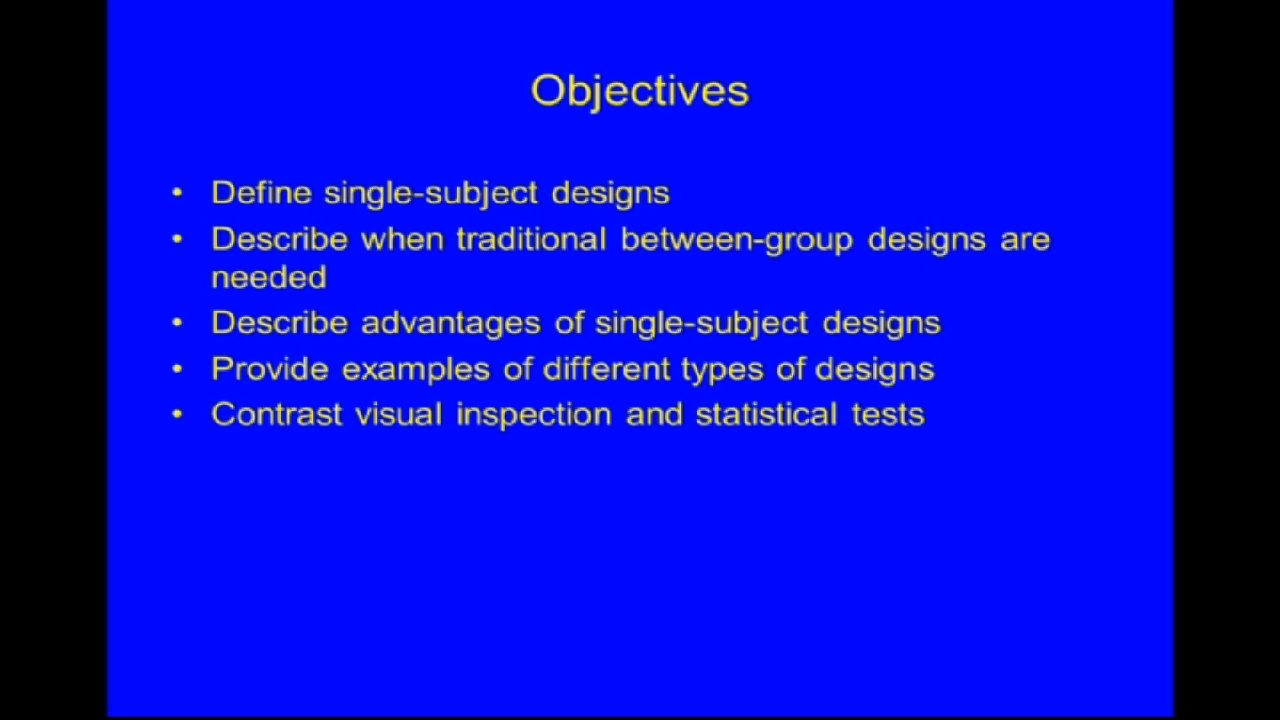 Objectives
• Define single-subject designs
• Describe when traditional between-group designs are
needed
• Describe advantages of single-subject designs
• Provide examples of different types of designs
• Contrast visual inspection and statistical tests